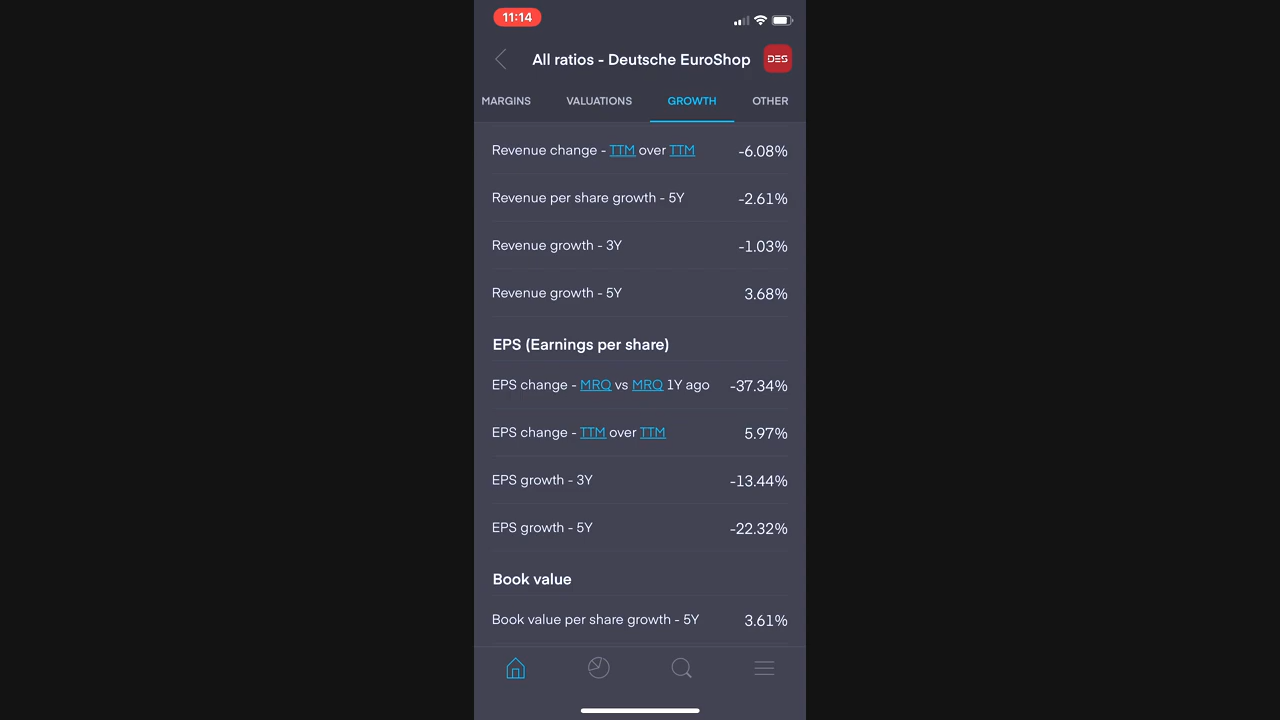 11:14
All ratios - Deutsche EuroShop
DES
MARGINS VALUATIONS GROWTH OTHER
Revenue change - TTM over TTM -6.08%
Revenue per share growth - 5Y -2.61%
Revenue growth - 3Y -1.03%
Revenue growth - 5Y 3.68%
EPS (Earnings per share)
EPS change - MRQ vs MRQ 1Y ago -37.34%
EPS change - TTM over TTM 5.97%
EPS growth - 3Y -13.44%
EPS growth - 5Y -22.32%
Book value
Book value per share growth - 5Y 3.61%